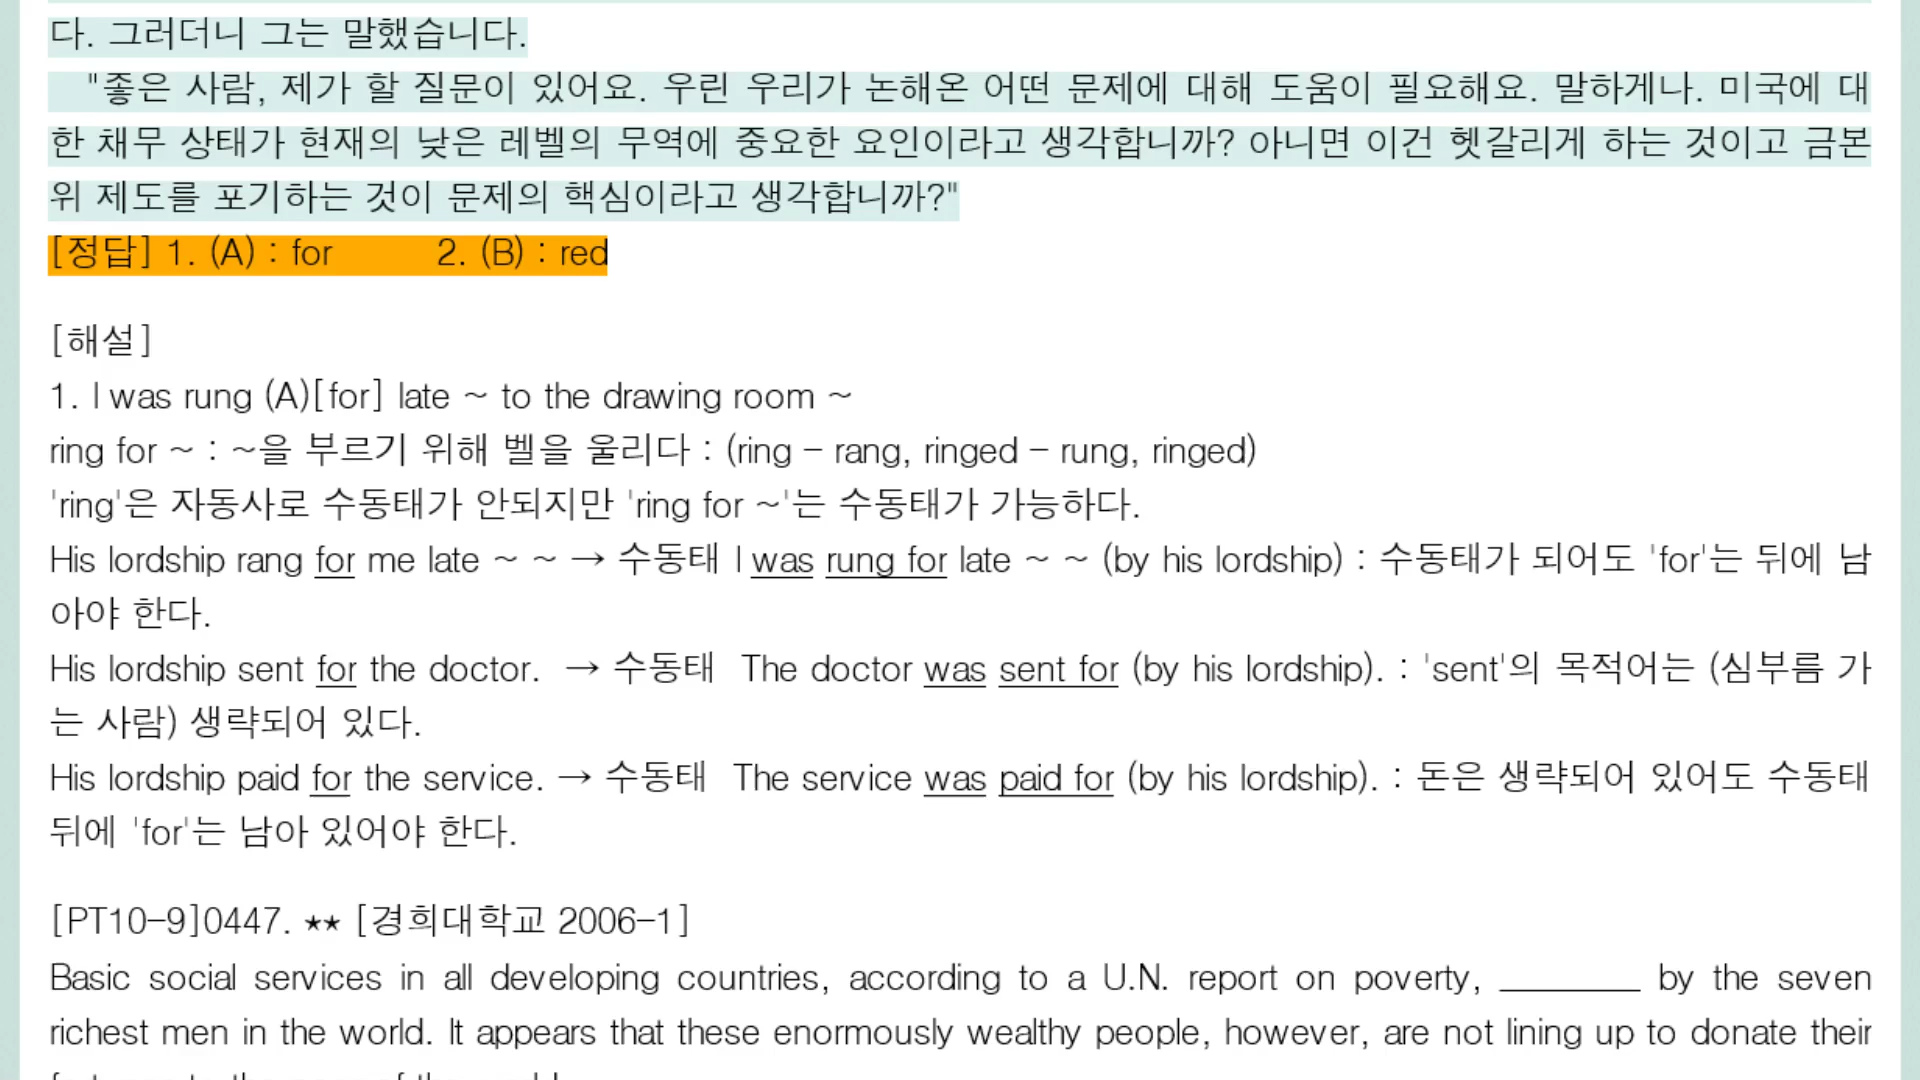 다. 그러더니 그는 말했습니다.
"좋은 사람, 제가 할 질문이 있어요. 우린 우리가 논해온 어떤 문제에 대해 도움이 필요해요. 말하게나. 미국에 대
한 채무 상태가 현재의 낮은 레벨의 무역에 중요한 요인이라고 생각합니까? 아니면 이건 헷갈리게 하는 것이고 금본
위 제도를 포기하는 것이 문제의 핵심이라고 생각합니까?"
[정답] 1. (A) : for 2. (B) : red
[해설]
1. I was rung (A)[for] late ~ to the drawing room ~
ring for ~ : ~을 부르기 위해 벨을 울리다 : (ring - rang, ringed - rung, ringed)
'ring'은 자동사로 수동태가 안되지만 'ring for ~'는 수동태가 가능하다.
His lordship rang for me late ~ ~ → 수동태 I was rung for late ~ ~ (by his lordship) : 수동태가 되어도 'for'는 뒤에 남
아야 한다.
His lordship sent for the doctor. → 수동태 The doctor was sent for (by his lordship). : 'sent'의 목적어는 (심부름 가
는 사람) 생략되어 있다.
His lordship paid for the service. → 수동태 The service was paid for (by his lordship). : 돈은 생략되어 있어도 수동태
뒤에 'for'는 남아 있어야 한다.
[PT10-9]0447. ★★ [경희대학교 2006-1]
Basic social services in all developing countries, according to a U.N. report on poverty, ________ by the seven
richest men in the world. It appears that these enormously wealthy people, however, are not lining up to donate their